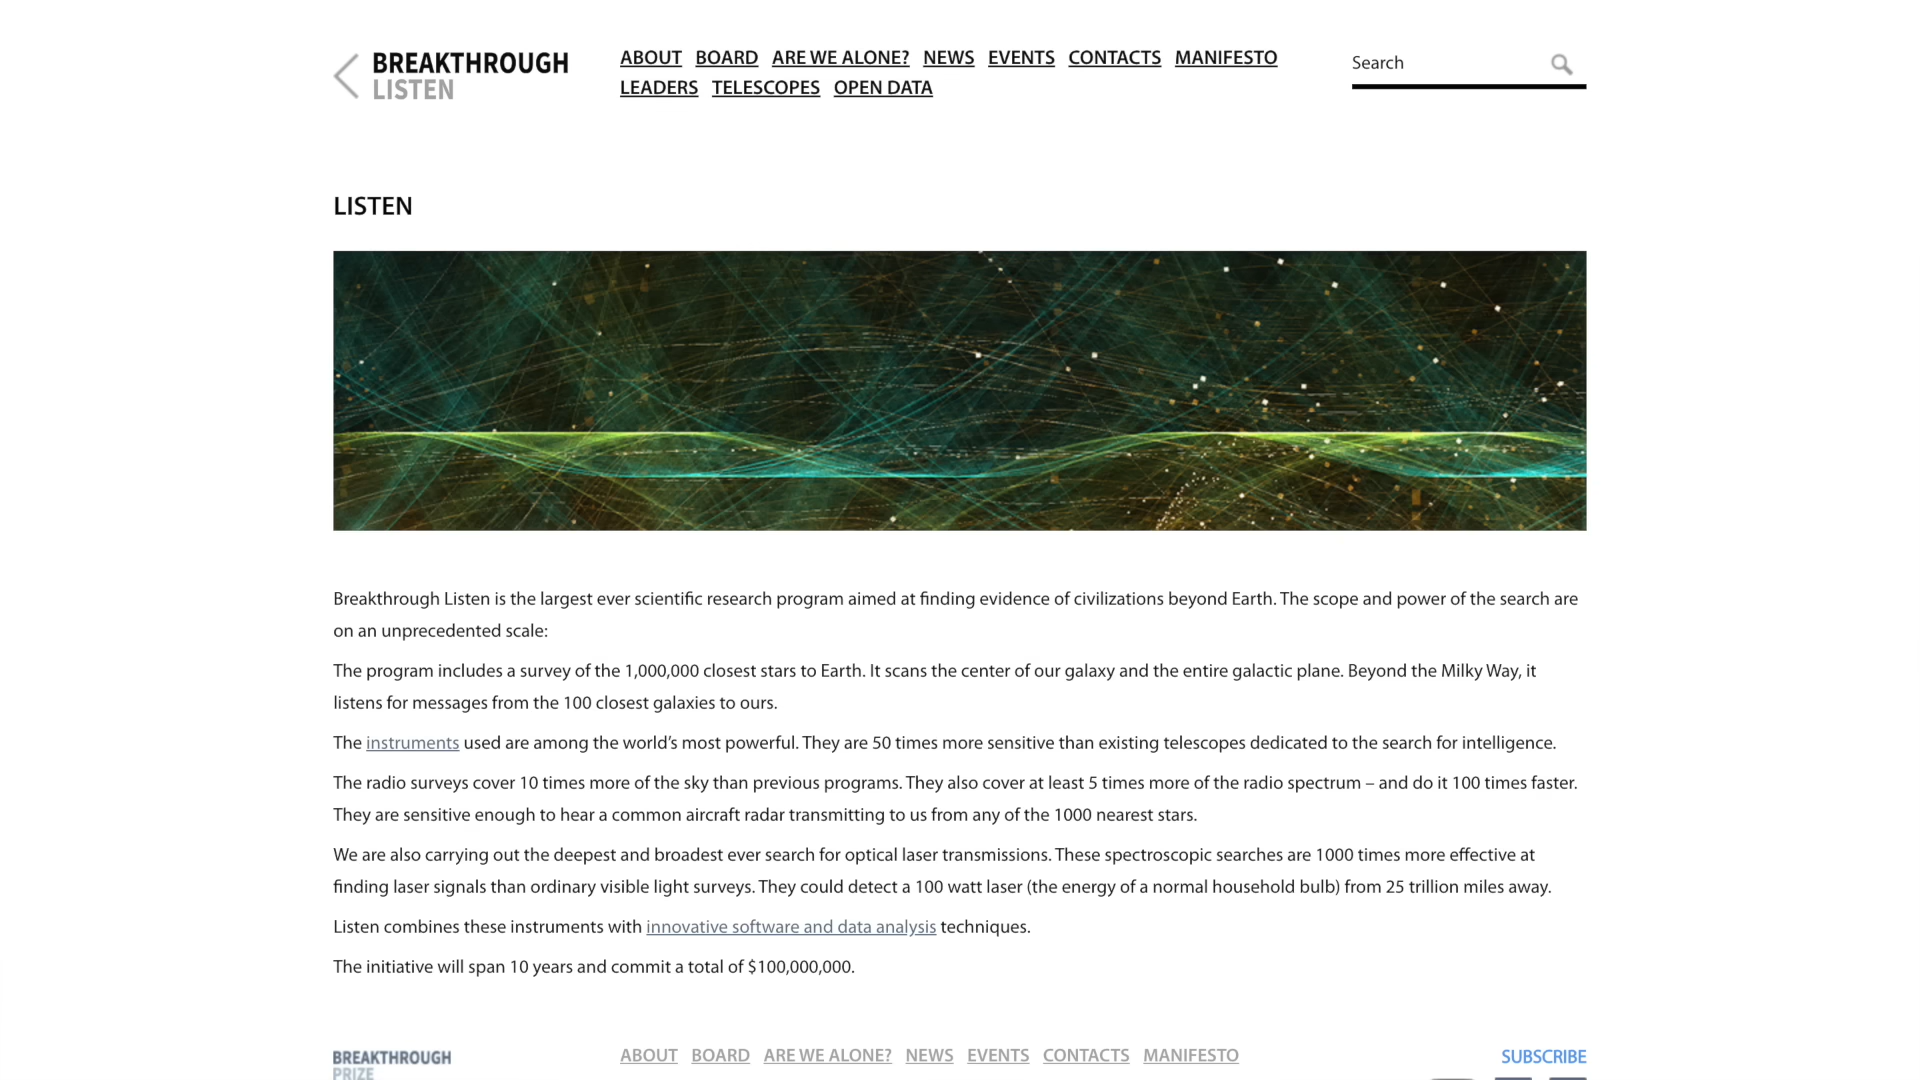 BREAKTHROUGH
LISTEN
ABOUT BOARD ARE WE ALONE? NEWS EVENTS CONTACTS MANIFESTO
LEADERS TELESCOPES OPEN DATA
Search
LISTEN
Breakthrough Listen is the largest ever scientific research program aimed at finding evidence of civilizations beyond Earth. The scope and power of the search are
on an unprecedented scale:
The program includes a survey of the 1,000,000 closest stars to Earth. It scans the center of our galaxy and the entire galactic plane. Beyond the Milky Way, it
listens for messages from the 100 closest galaxies to ours.
The instruments used are among the world’s most powerful. They are 50 times more sensitive than existing telescopes dedicated to the search for intelligence.
The radio surveys cover 10 times more of the sky than previous programs. They also cover at least 5 times more of the radio spectrum – and do it 100 times faster.
They are sensitive enough to hear a common aircraft radar transmitting to us from any of the 1000 nearest stars.
We are also carrying out the deepest and broadest ever search for optical laser transmissions. These spectroscopic searches are 1000 times more effective at
finding laser signals than ordinary visible light surveys. They could detect a 100 watt laser (the energy of a normal household bulb) from 25 trillion miles away.
Listen combines these instruments with innovative software and data analysis techniques.
The initiative will span 10 years and commit a total of $100,000,000.
BREAKTHROUGH
PRIZE
ABOUT BOARD ARE WE ALONE? NEWS EVENTS CONTACTS MANIFESTO
SUBSCRIBE